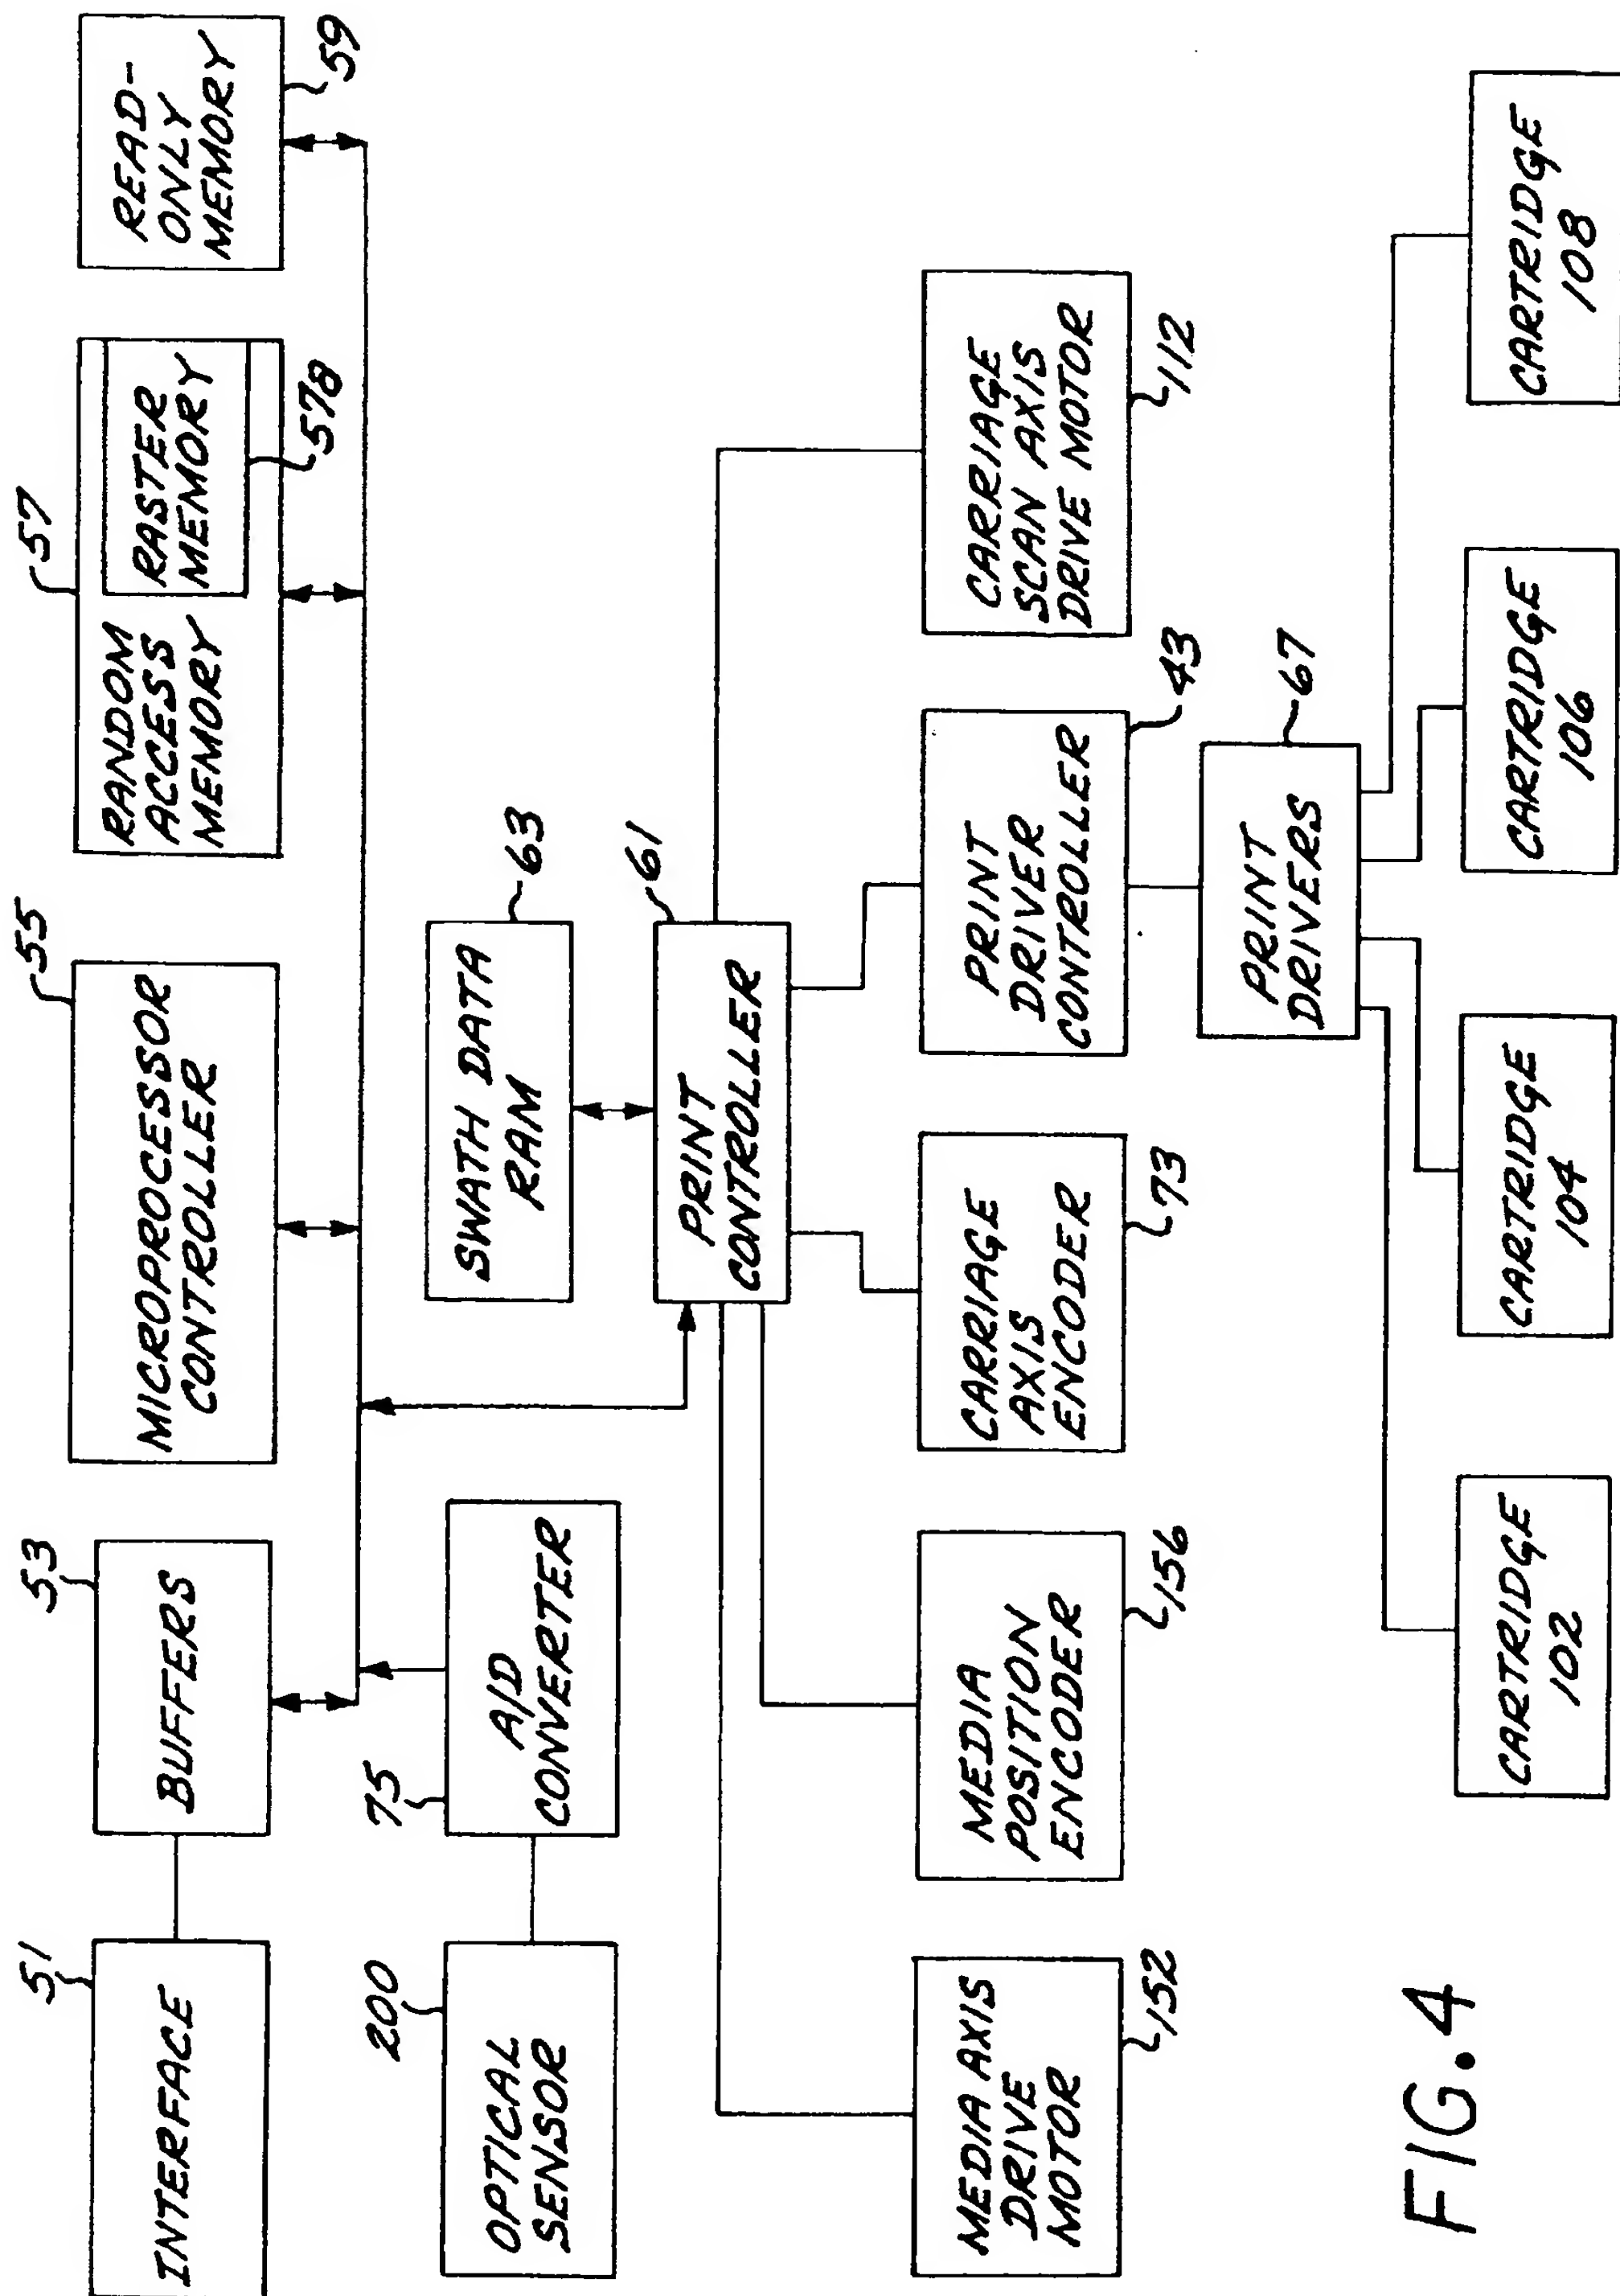 51
INTERFACE
53
BUFFERS
55
MICROPROCESSOR
CONTROLLER
57
RANDOM
ACCESS
MEMORY
RASTER
MEMORY
578
READ-
ONLY
MEMORY
59
200
OPTICAL
SENSOR
75
A/D
CONVERTER
SWATH DATA
RAM
63
61
PRINT
CONTROLLER
MEDIA AXIS
DRIVE
MOTOR
152
MEDIA
POSITION
ENCODER
156
CARRIAGE
AXIS
ENCODER
73
PRINT
DRIVER
CONTROLLER
43
CARRIAGE
SCAN AXIS
DRIVE MOTOR
112
PRINT
DRIVERS
67
CARTRIDGE
102
CARTRIDGE
104
CARTRIDGE
106
CARTRIDGE
108
FIG.4